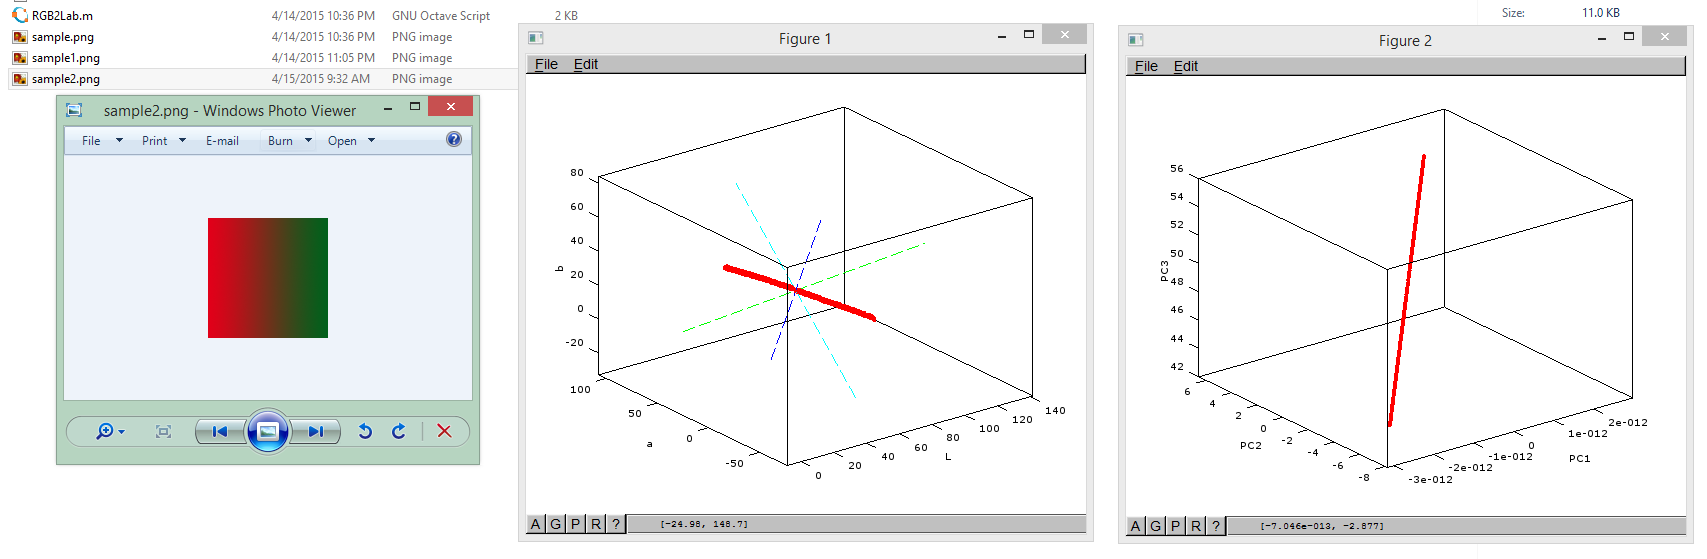 RGB2Lab.m 4/14/2015 10:36 PM GNU Octave Script 2 KB
sample.png 4/14/2015 10:36 PM PNG image
sample1.png 4/14/2015 11:05 PM PNG image
sample2.png 4/15/2015 9:32 AM PNG image
sample2.png - Windows Photo Viewer
File Print E-mail Burn Open ?
Figure 1
File Edit
80
60
40
20
0
-20
b
100
50
0
-50
a
0
20
40
60
80
100
120
140
L
A G P R ? [-24.98, 148.7]
Size: 11.0 KB
Figure 2
File Edit
56
54
52
50
48
46
44
42
PC3
6
4
2
0
-2
-4
-6
-8
PC2
-3e-012
-2e-012
-1e-012
0
1e-012
2e-012
PC1
A G P R ? [-7.046e-013, -2.877]